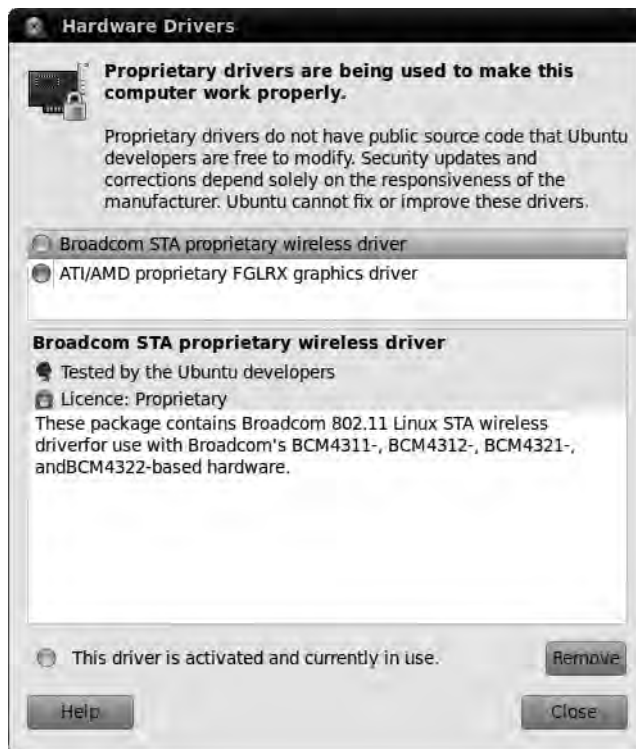 Hardware Drivers
Proprietary drivers are being used to make this
computer work properly.
Proprietary drivers do not have public source code that Ubuntu
developers are free to modify. Security updates and
corrections depend solely on the responsiveness of the
manufacturer. Ubuntu cannot fix or improve these drivers.
Broadcom STA proprietary wireless driver
ATI/AMD proprietary FGLRX graphics driver
Broadcom STA proprietary wireless driver
Tested by the Ubuntu developers
Licence: Proprietary
These package contains Broadcom 802.11 Linux STA wireless
driverfor use with Broadcom's BCM4311-, BCM4312-, BCM4321-,
andBCM4322-based hardware.
This driver is activated and currently in use.
Remove
Help
Close